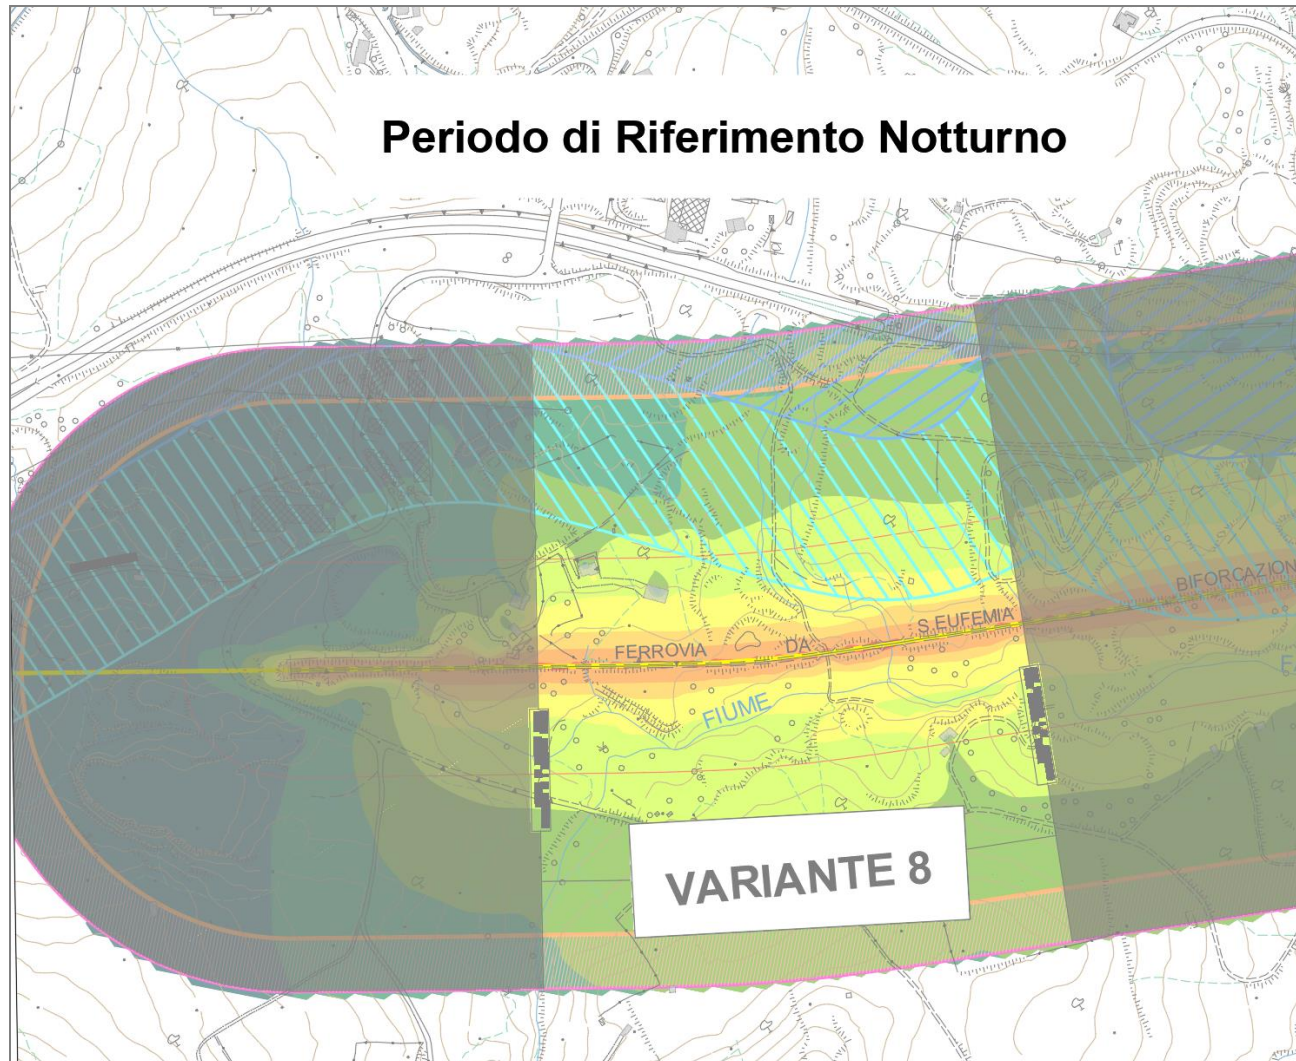 Periodo di Riferimento Notturno
BIFORCAZION
S.EUFEMIA
DA
FERROVIA
FIUME
F
VARIANTE 8